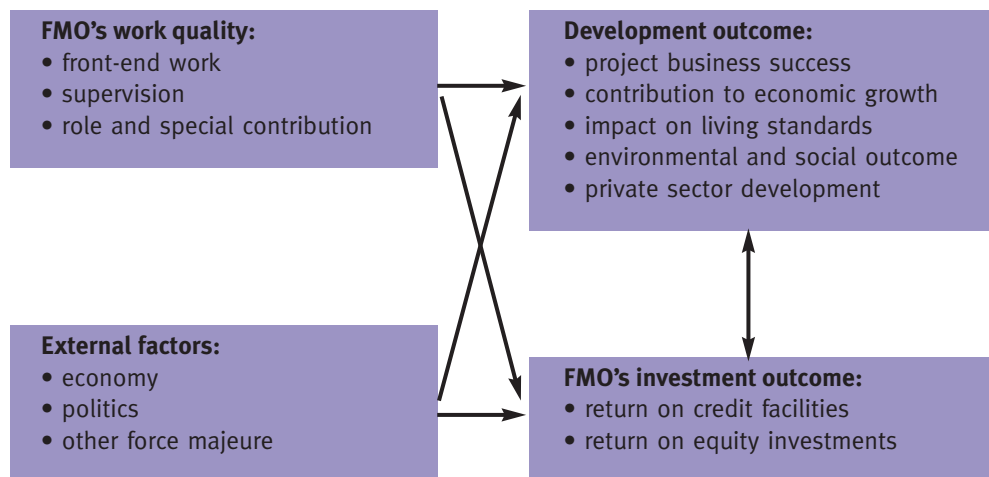 FMO’s work quality:
• front-end work
• supervision
• role and special contribution
Development outcome:
• project business success
• contribution to economic growth
• impact on living standards
• environmental and social outcome
• private sector development
External factors:
• economy
• politics
• other force majeure
FMO’s investment outcome:
• return on credit facilities
• return on equity investments